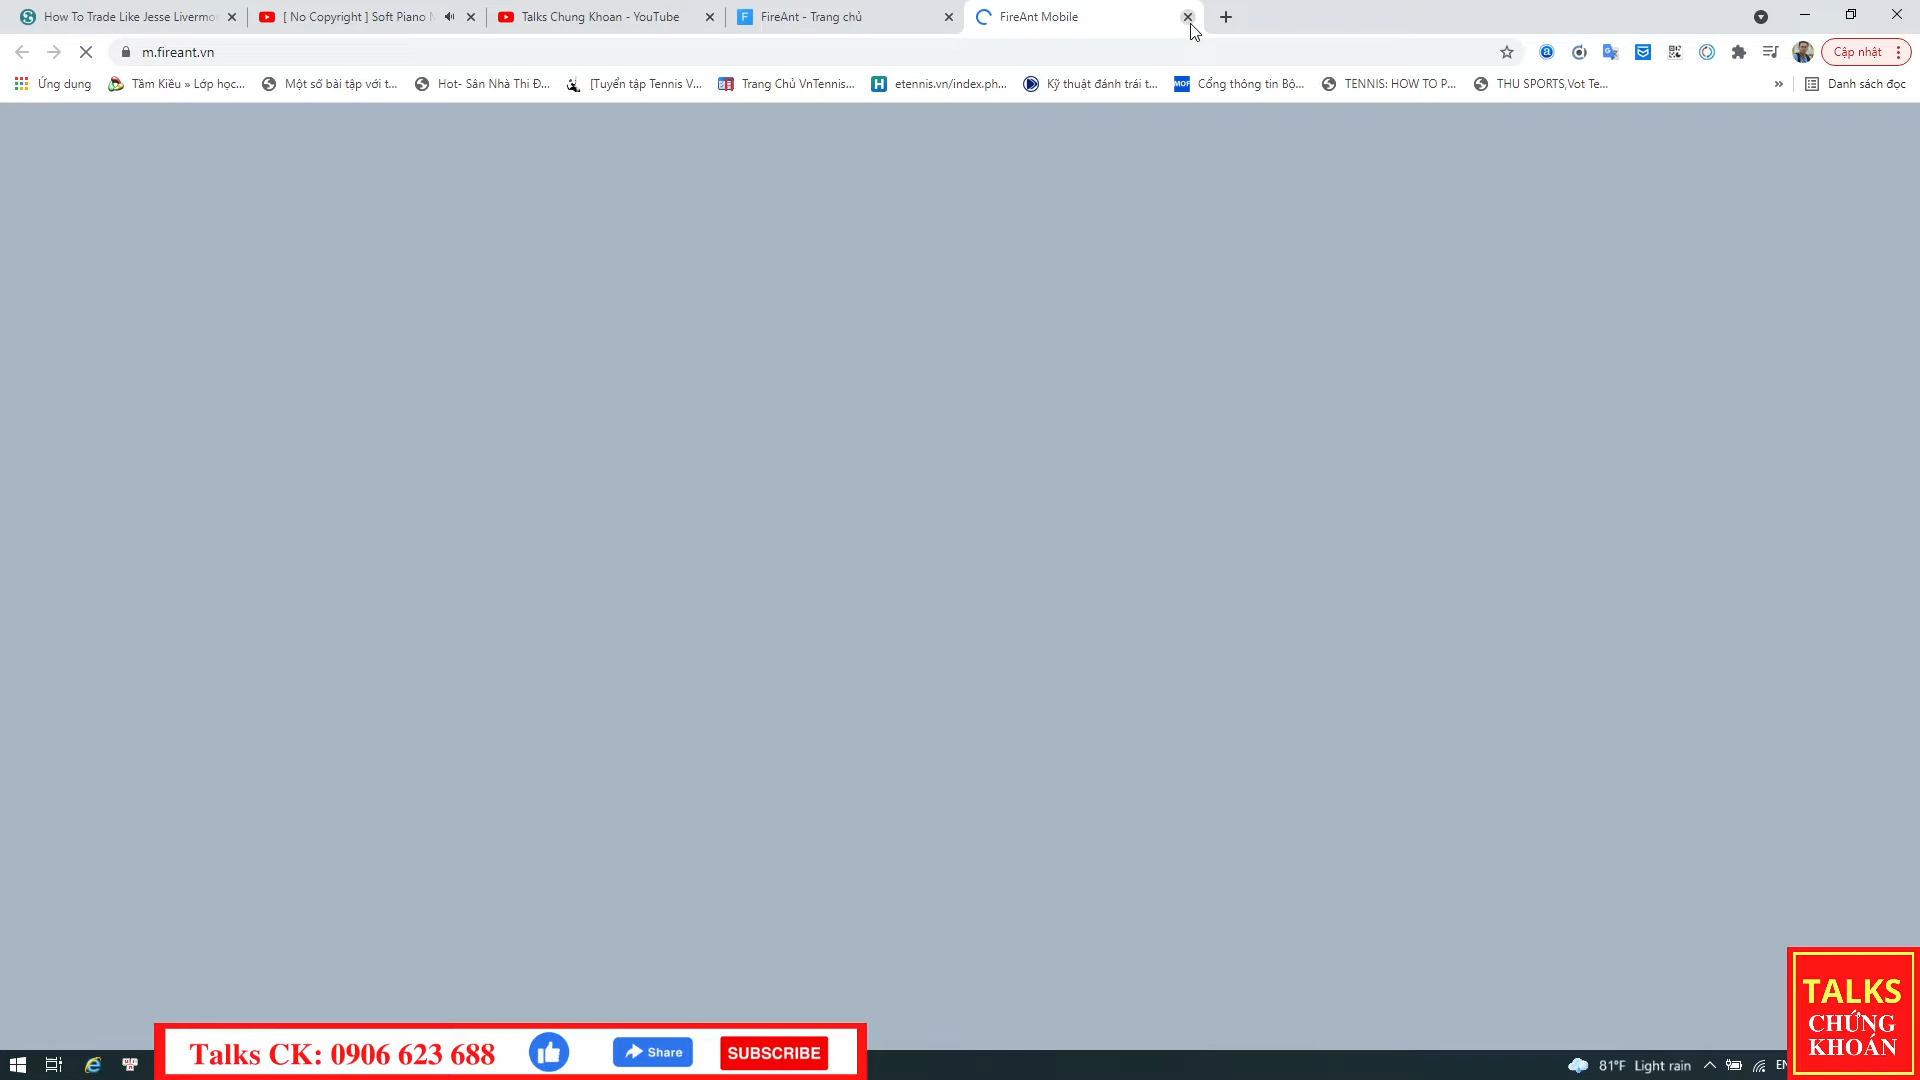 How To Trade Like Jesse Livermo
[ No Copyright ] Soft Piano
Talks Chung Khoan - YouTube
FireAnt - Trang chủ
FireAnt Mobile
m.fireant.vn
Cập nhật
Ứng dụng
Tầm Kiều » Lớp học...
Một số bài tập với t...
Hot- Sân Nhà Thi Đ...
[Tuyển tập Tennis V...
Trang Chủ VnTennis...
etennis.vn/index.ph...
Kỹ thuật đánh trái t...
MOF Cổng thông tin Bộ...
TENNIS: HOW TO P...
THU SPORTS,Vot Te...
»
Danh sách đọc
TALKS
CHỨNG
KHOÁN
Talks CK: 0906 623 688
Share
SUBSCRIBE
81°F Light rain